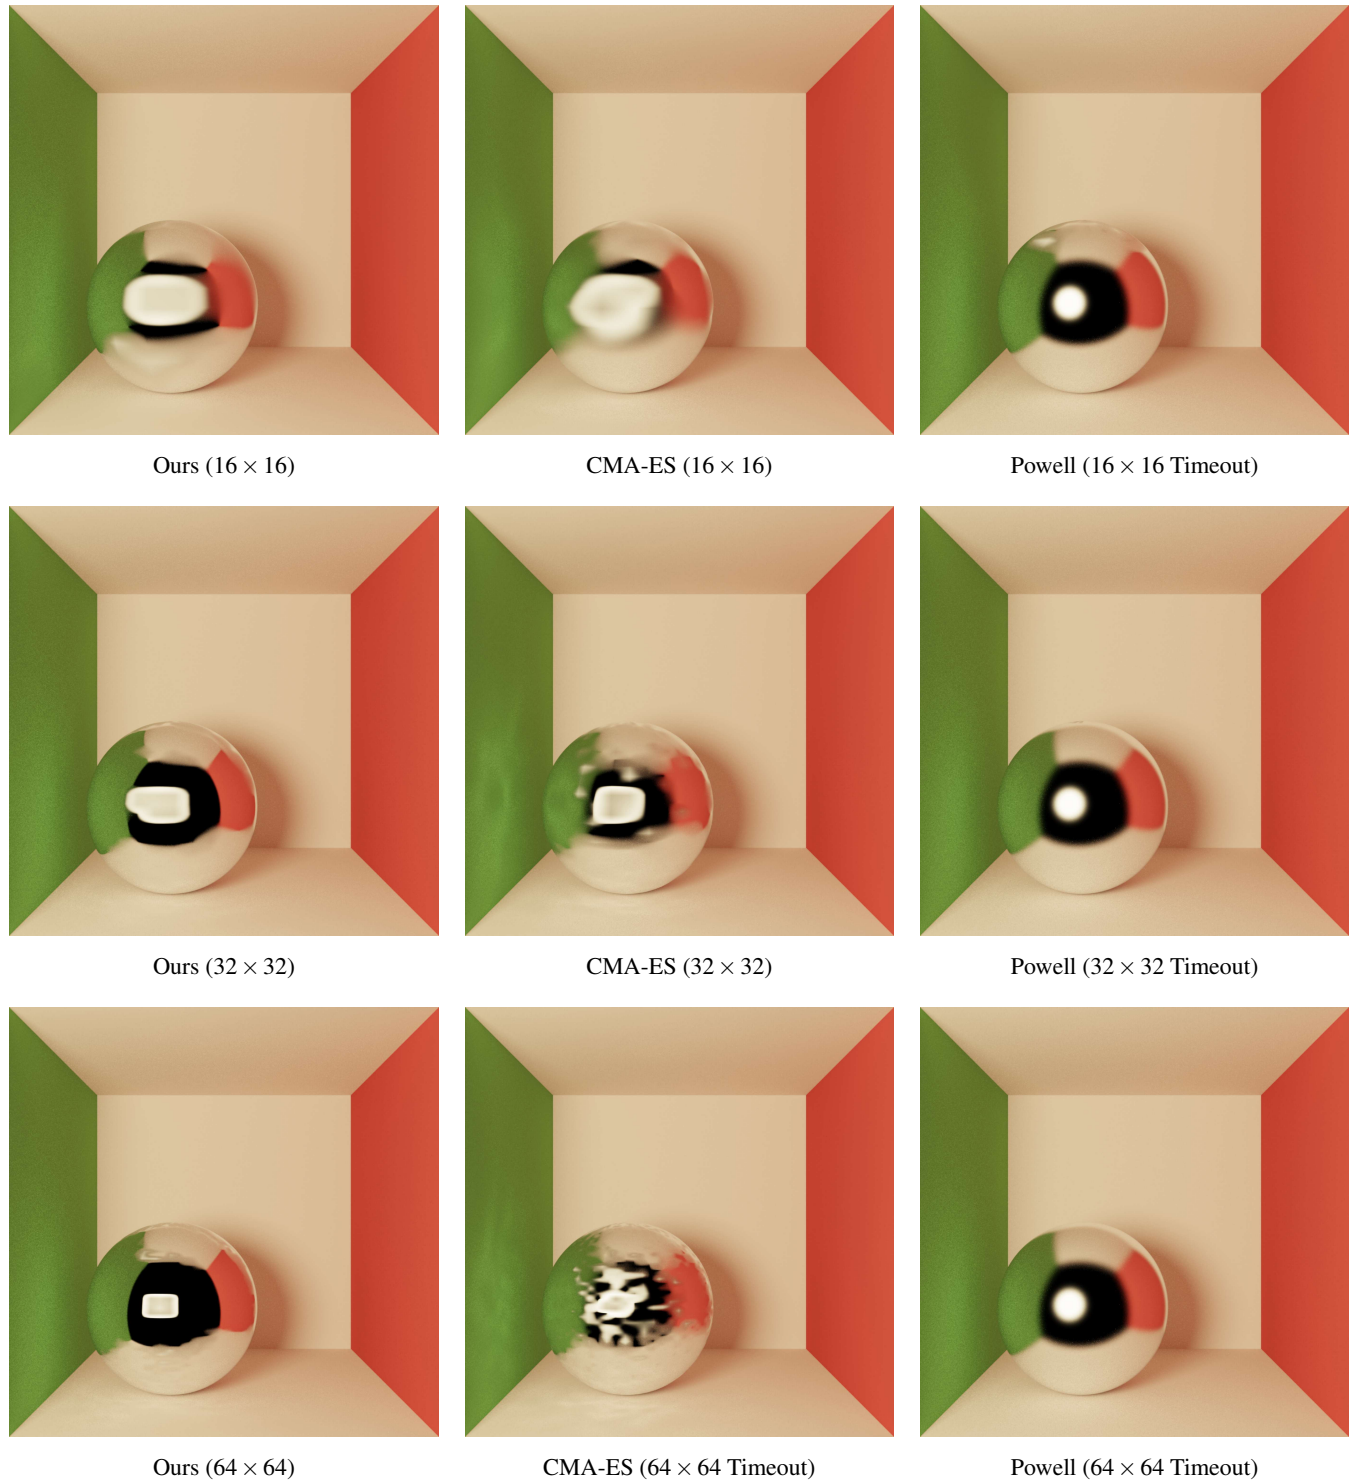 Ours (16 × 16)
CMA-ES (16 × 16)
Powell (16 × 16 Timeout)
Ours (32 × 32)
CMA-ES (32 × 32)
Powell (32 × 32 Timeout)
Ours (64 × 64)
CMA-ES (64 × 64 Timeout)
Powell (64 × 64 Timeout)